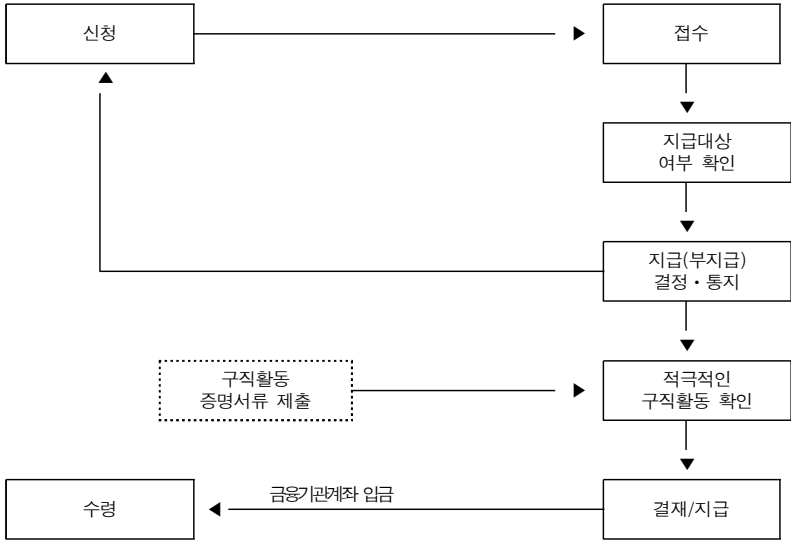 신청
접수
지급대상
여부 확인
지급(부지급)
결정・통지
구직활동
증명서류 제출
적극적인
구직활동 확인
금융기관계좌 입금
수령
결재/지급